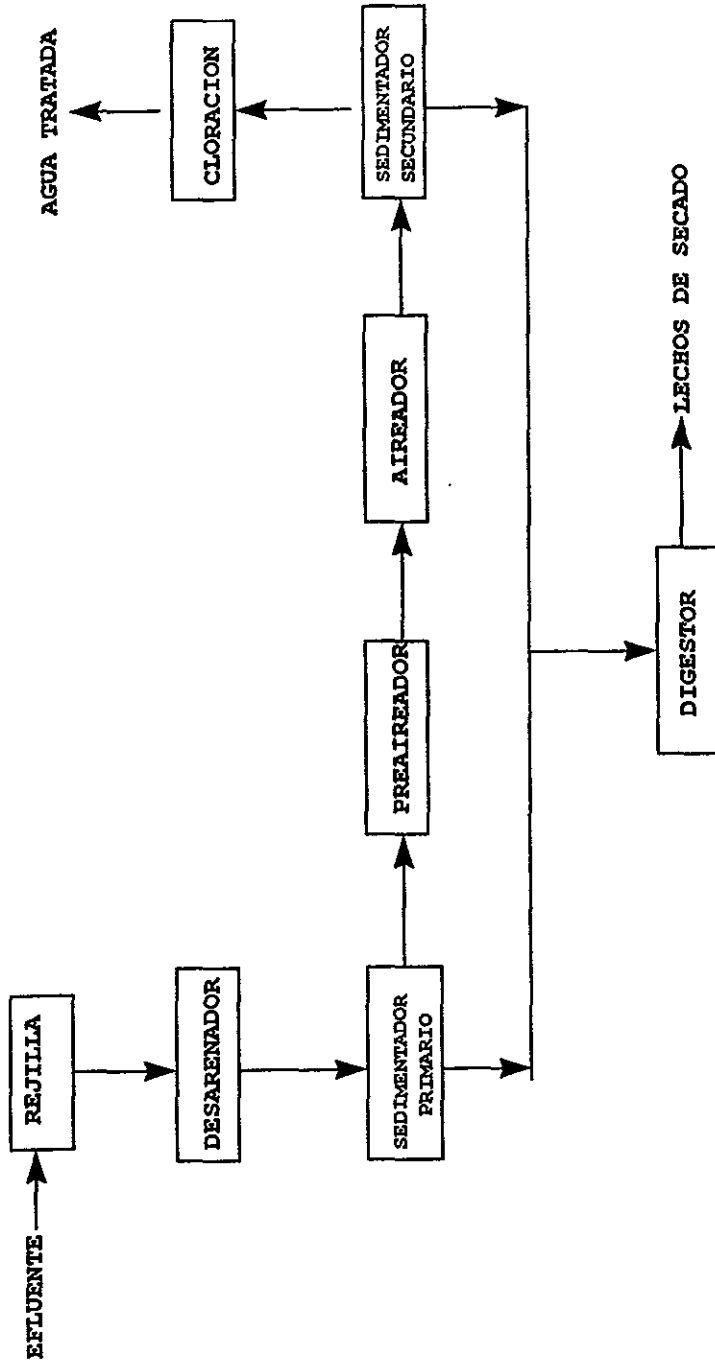 EFLUENTE
REJILLA
DESARENADOR
SEDIMENTADOR
PRIMARIO
PREAIREADOR
AIREADOR
SEDIMENTADOR
SECUNDARIO
CLORACION
AGUA TRATADA
DIGESTOR
LECHOS DE SECADO